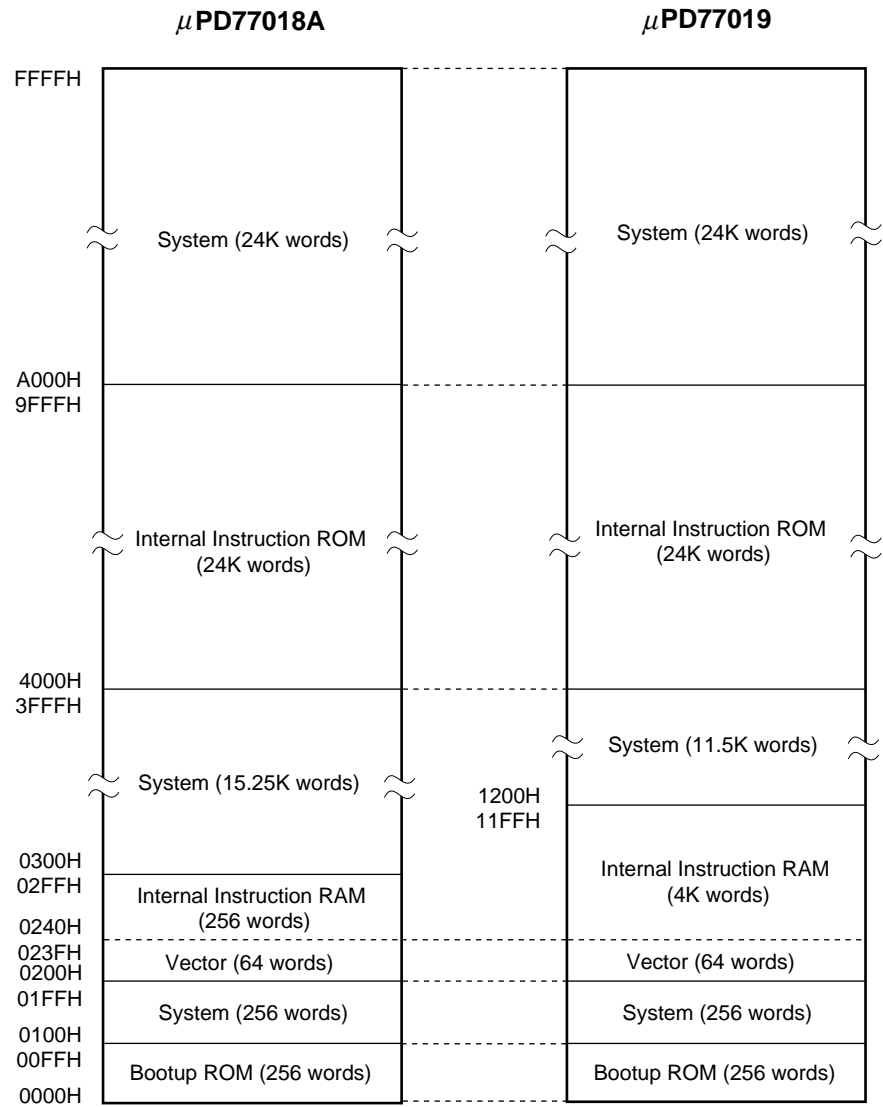 μPD77018A
μPD77019
FFFFH
System (24K words)
System (24K words)
A000H
9FFFH
Internal Instruction ROM
(24K words)
Internal Instruction ROM
(24K words)
4000H
3FFFH
System (15.25K words)
System (11.5K words)
1200H
11FFH
0300H
02FFH
Internal Instruction RAM
(256 words)
Internal Instruction RAM
(4K words)
0240H
023FH
0200H
Vector (64 words)
Vector (64 words)
01FFH
System (256 words)
System (256 words)
0100H
00FFH
Bootup ROM (256 words)
Bootup ROM (256 words)
0000H